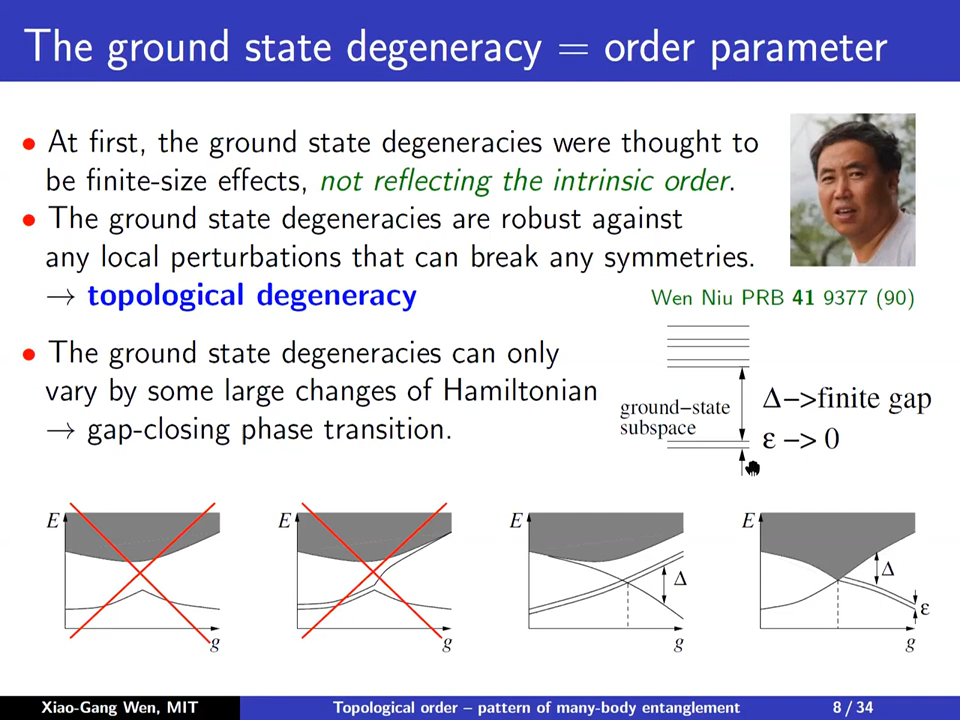 The ground state degeneracy = order parameter
• At first, the ground state degeneracies were thought to
be finite-size effects, not reflecting the intrinsic order.
• The ground state degeneracies are robust against
any local perturbations that can break any symmetries.
→ topological degeneracy
Wen Niu PRB 41 9377 (90)
• The ground state degeneracies can only
vary by some large changes of Hamiltonian
→ gap-closing phase transition.
ground−state
subspace
Δ−>finite gap
ε −> 0
E
g
E
g
E
Δ
g
E
Δ
ε
g
Xiao-Gang Wen, MIT
Topological order – pattern of many-body entanglement
8 / 34